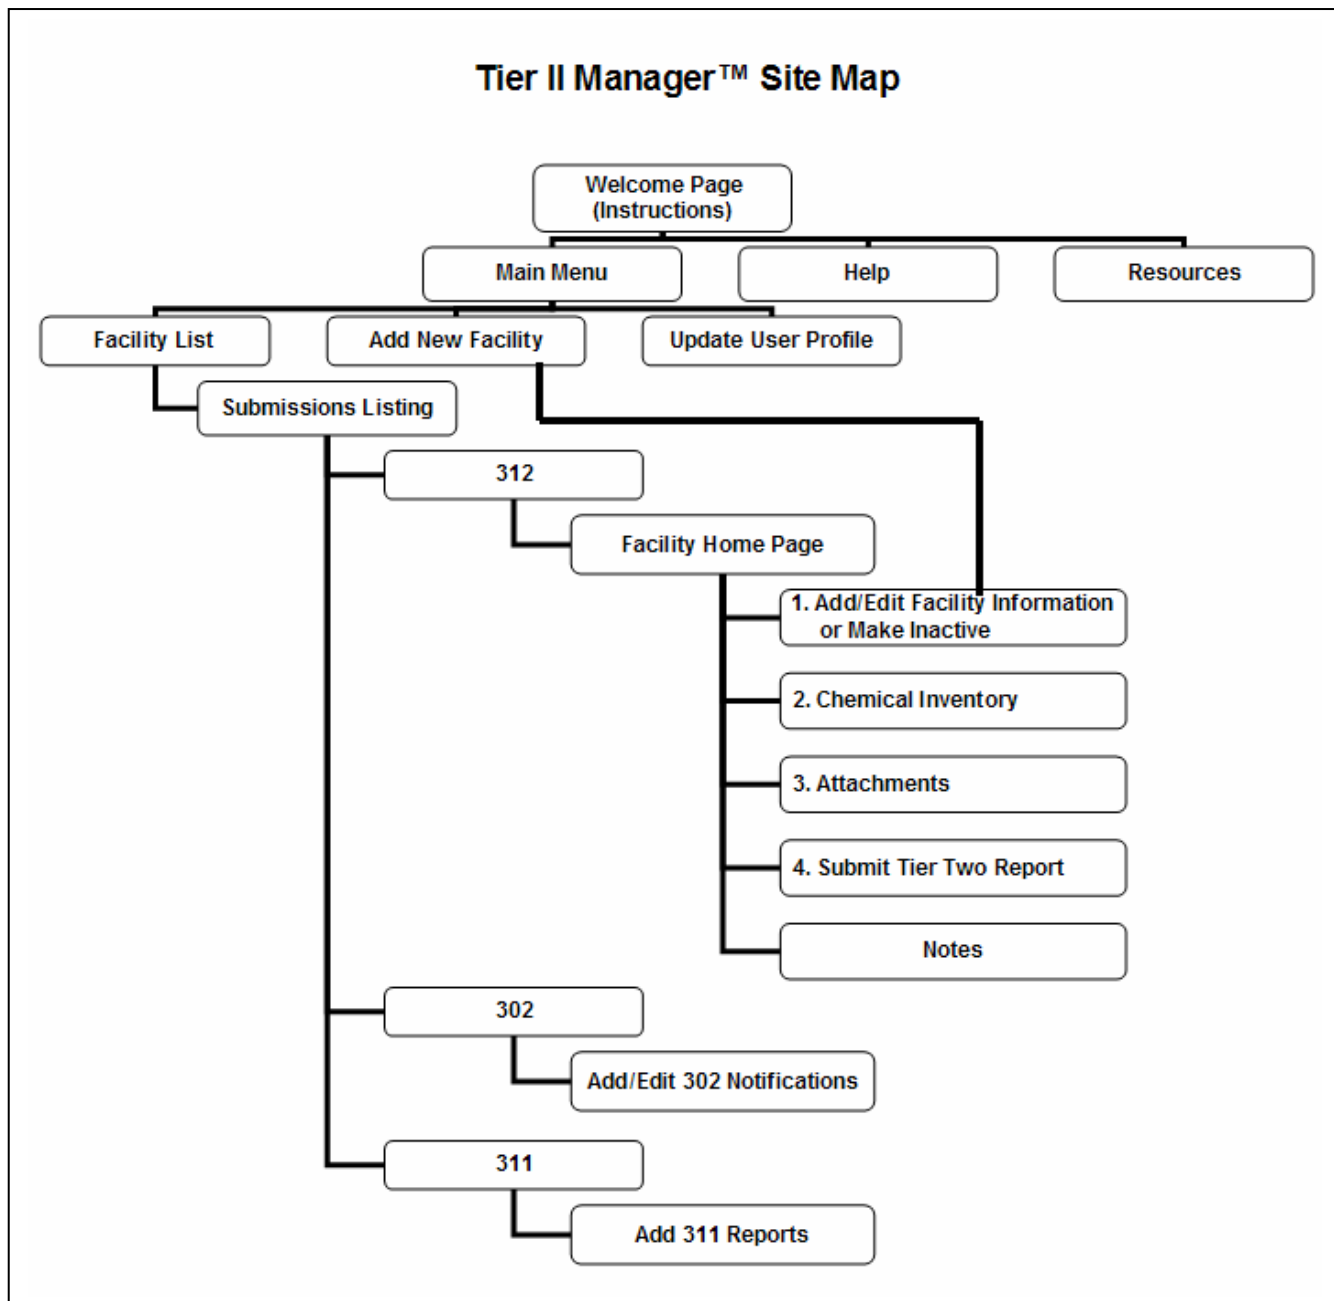 Tier II Manager™ Site Map
Welcome Page
(Instructions)
Main Menu
Help
Resources
Facility List
Add New Facility
Update User Profile
Submissions Listing
312
Facility Home Page
1. Add/Edit Facility Information
or Make Inactive
2. Chemical Inventory
3. Attachments
4. Submit Tier Two Report
Notes
302
Add/Edit 302 Notifications
311
Add 311 Reports